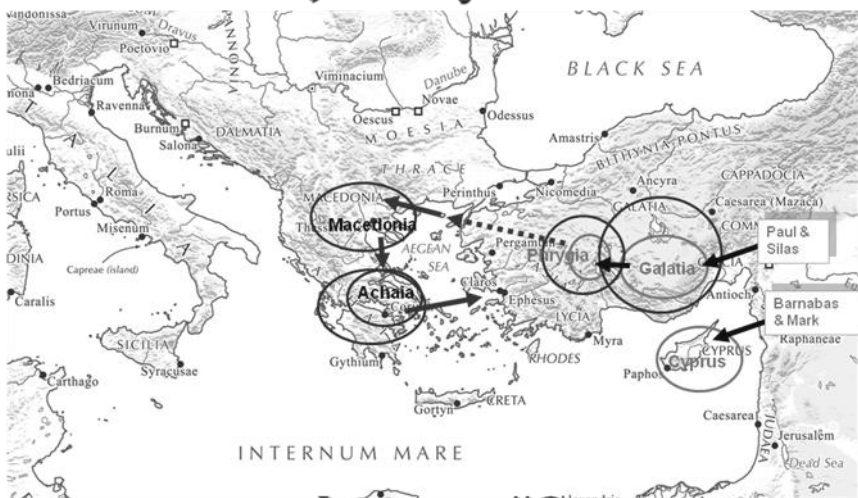 Vindonissa
Virunum
Dravus
Poetovio
ANNONIA
BLACK SEA
Bedriacum
Viminacium
Danube
Ravenna
Oescus
Novae
Odessus
Burnum
Salona
DALMATIA
MOESIA
Amastris
BITHYNIA-PONTUS
ITALIA
THRACE
CAPPADOCIA
Roma
Portus
MACEDONIA
Perinthus
Nicomedia
Ancyra
GALATIA
Caesarea (Mazaca)
Misenum
Macedonia
AEGEAN
SEA
Pergamum
Phrygia
Galatia
Paul &
Silas
Capreae (island)
Claros
Ephesus
Antioch
Caralis
Achaia
Barnabas
& Mark
LYCIA
Myra
SICILIA
Syracusae
Gythium
RHODES
CYPRUS
Cyprus
Paphos
Raphaneae
Carthago
CRETA
Gortyn
Caesarea
JUDAEA
Jerusalem
Dead Sea
INTERNUM MARE